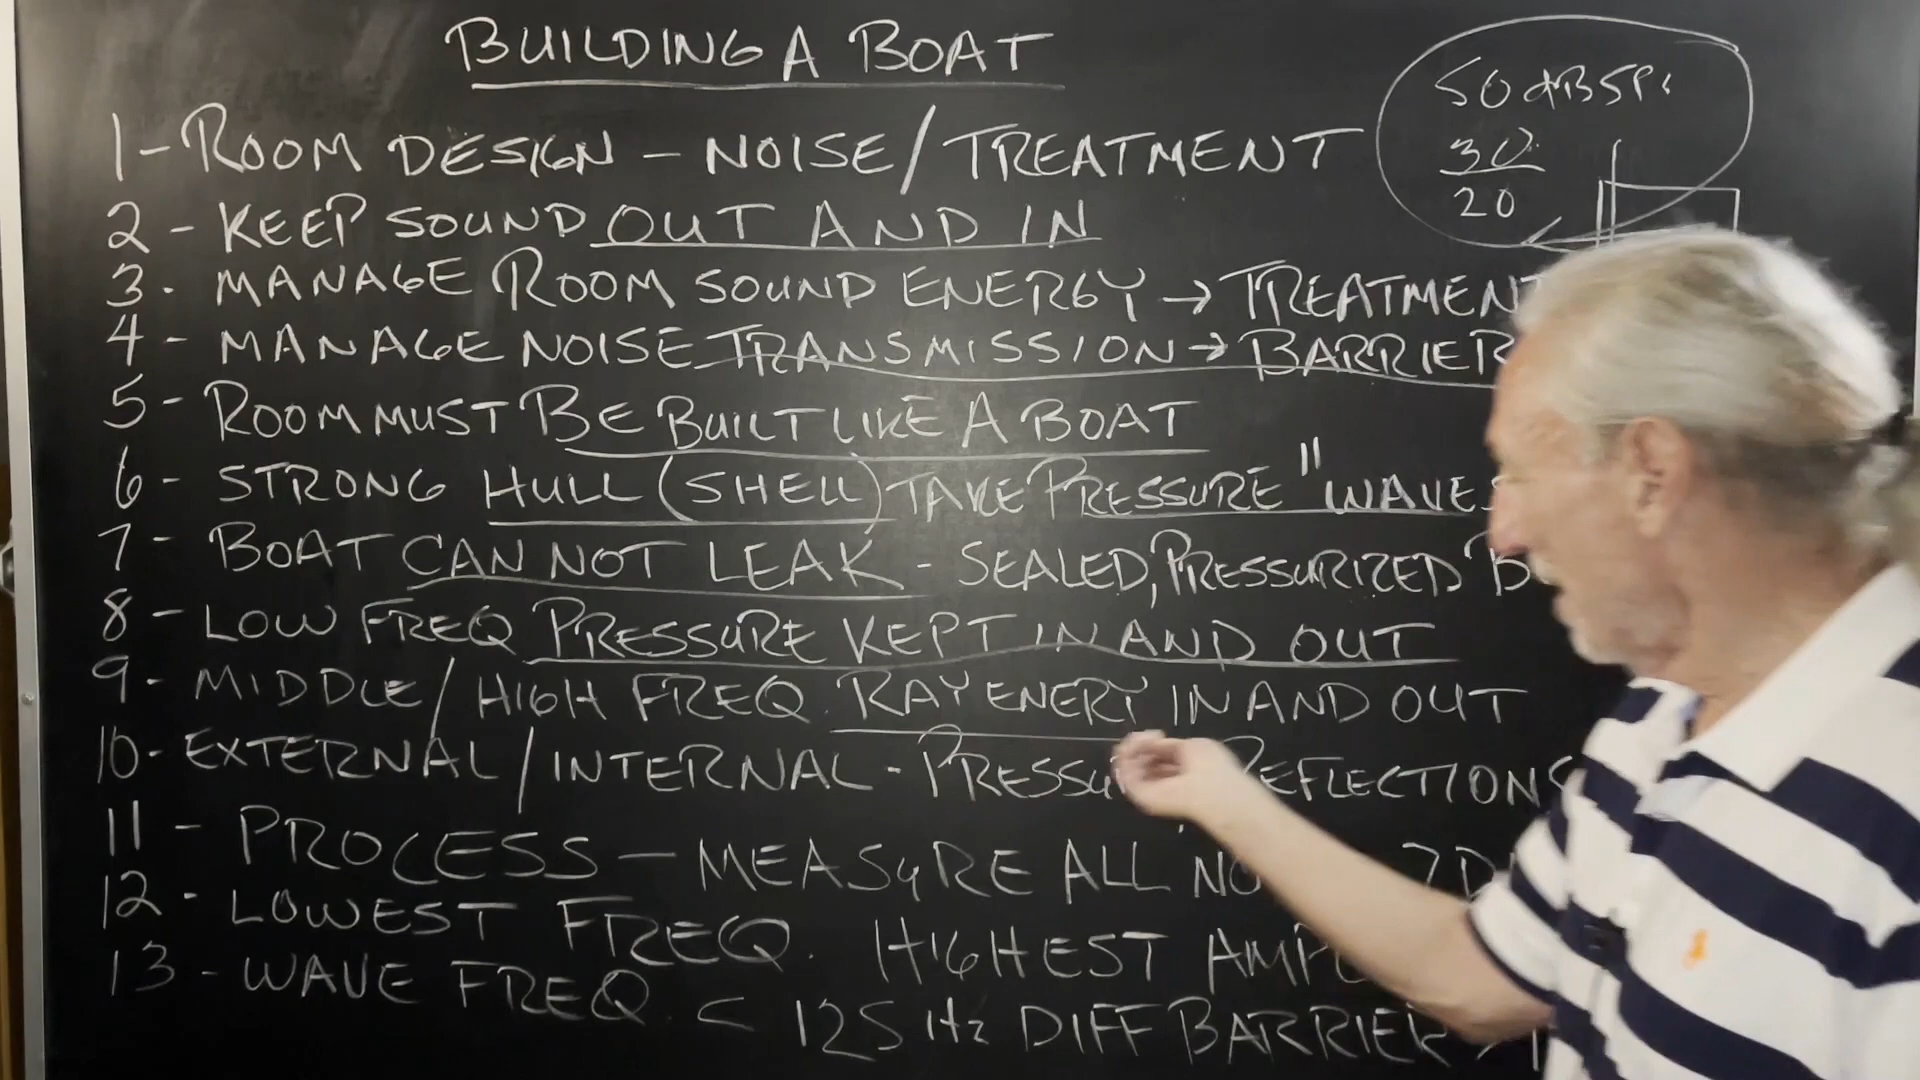 BUILDING A BOAT
50 dBSPL
30
20
1 - ROOM DESIGN - NOISE/TREATMENT
2 - KEEP SOUND OUT AND IN
3 - MANAGE ROOM SOUND ENERGY → TREATMENT
4 - MANAGE NOISE TRANSMISSION → BARRIER
5 - ROOM MUST BE BUILT LIKE A BOAT
6 - STRONG HULL (SHELL) TAKE PRESSURE "WAVES
7 - BOAT CAN NOT LEAK - SEALED, PRESSURIZED
8 - LOW FREQ PRESSURE KEPT IN AND OUT
9 - MIDDLE/HIGH FREQ. RAY ENERY IN AND OUT
10 - EXTERNAL/INTERNAL - REFLECTIONS
11 - PROCESS - MEASURE ALL
12 - LOWEST FREQ. HIGHEST
13 - WAVE FREQ. < 125 Hz DIFF BARRIER